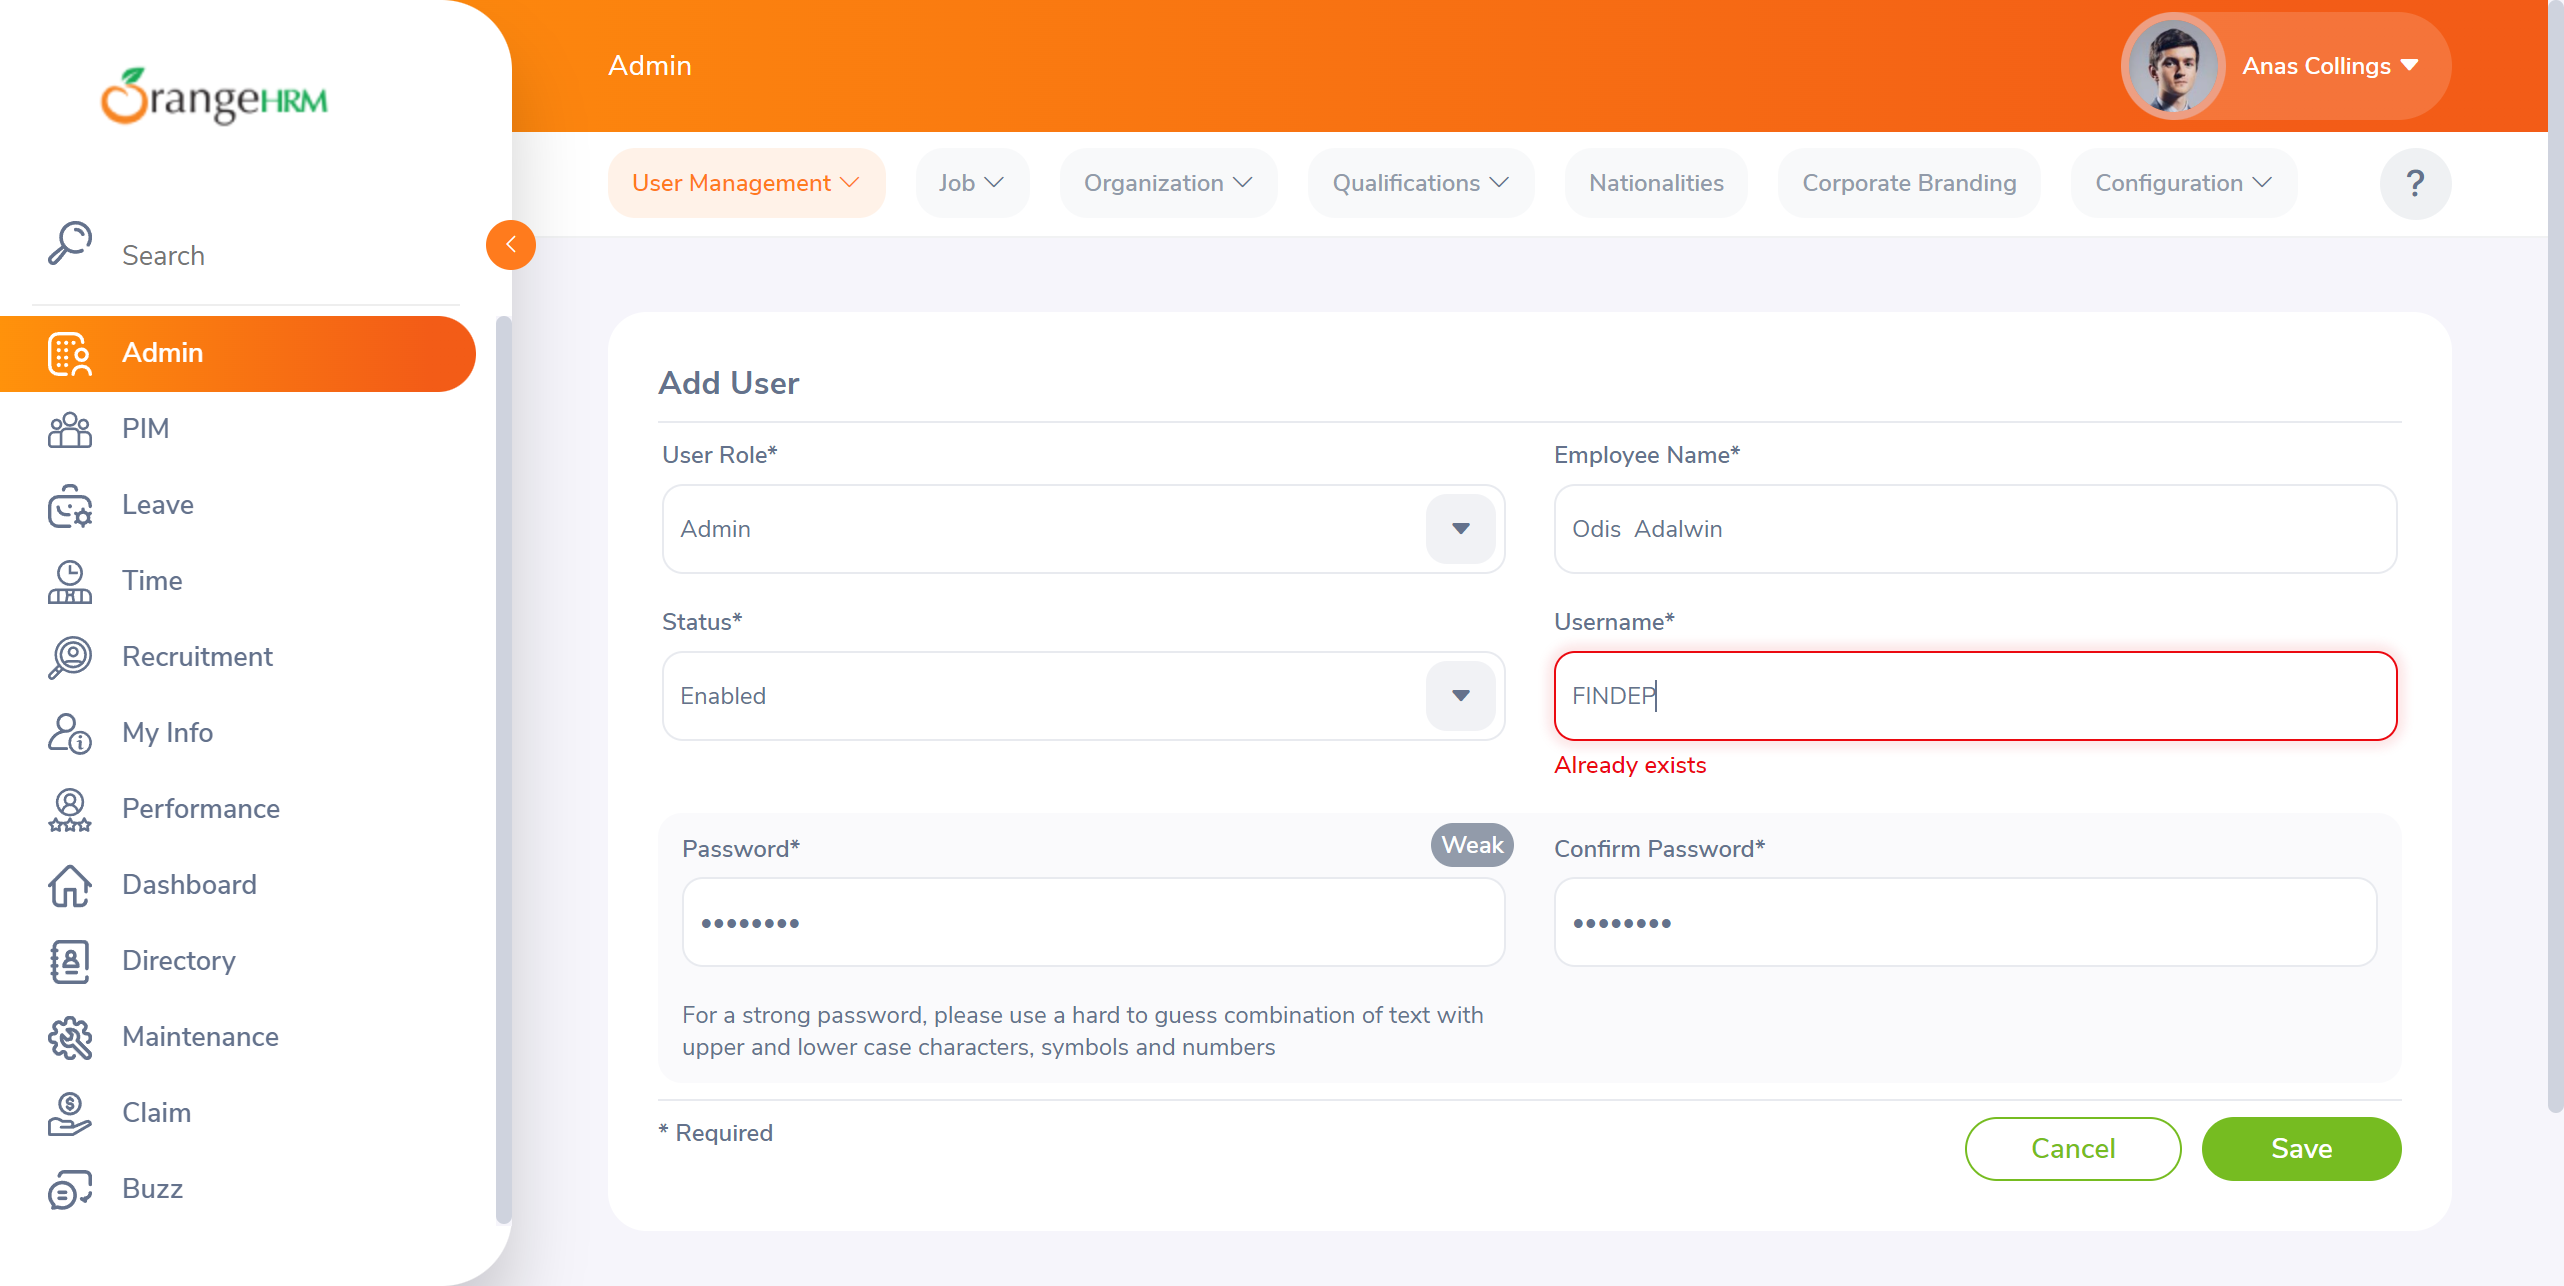 OrangeHRM
Admin
Anas Collings
User Management
Job
Organization
Qualifications
Nationalities
Corporate Branding
Configuration
?
Search
Admin
PIM
Leave
Time
Recruitment
My Info
Performance
Dashboard
Directory
Maintenance
Claim
Buzz
Add User
User Role*
Admin
Employee Name*
Odis  Adalwin
Status*
Enabled
Username*
FINDEP
Already exists
Password*
Weak
••••••••
Confirm Password*
••••••••
For a strong password, please use a hard to guess combination of text with
upper and lower case characters, symbols and numbers
* Required
Cancel
Save